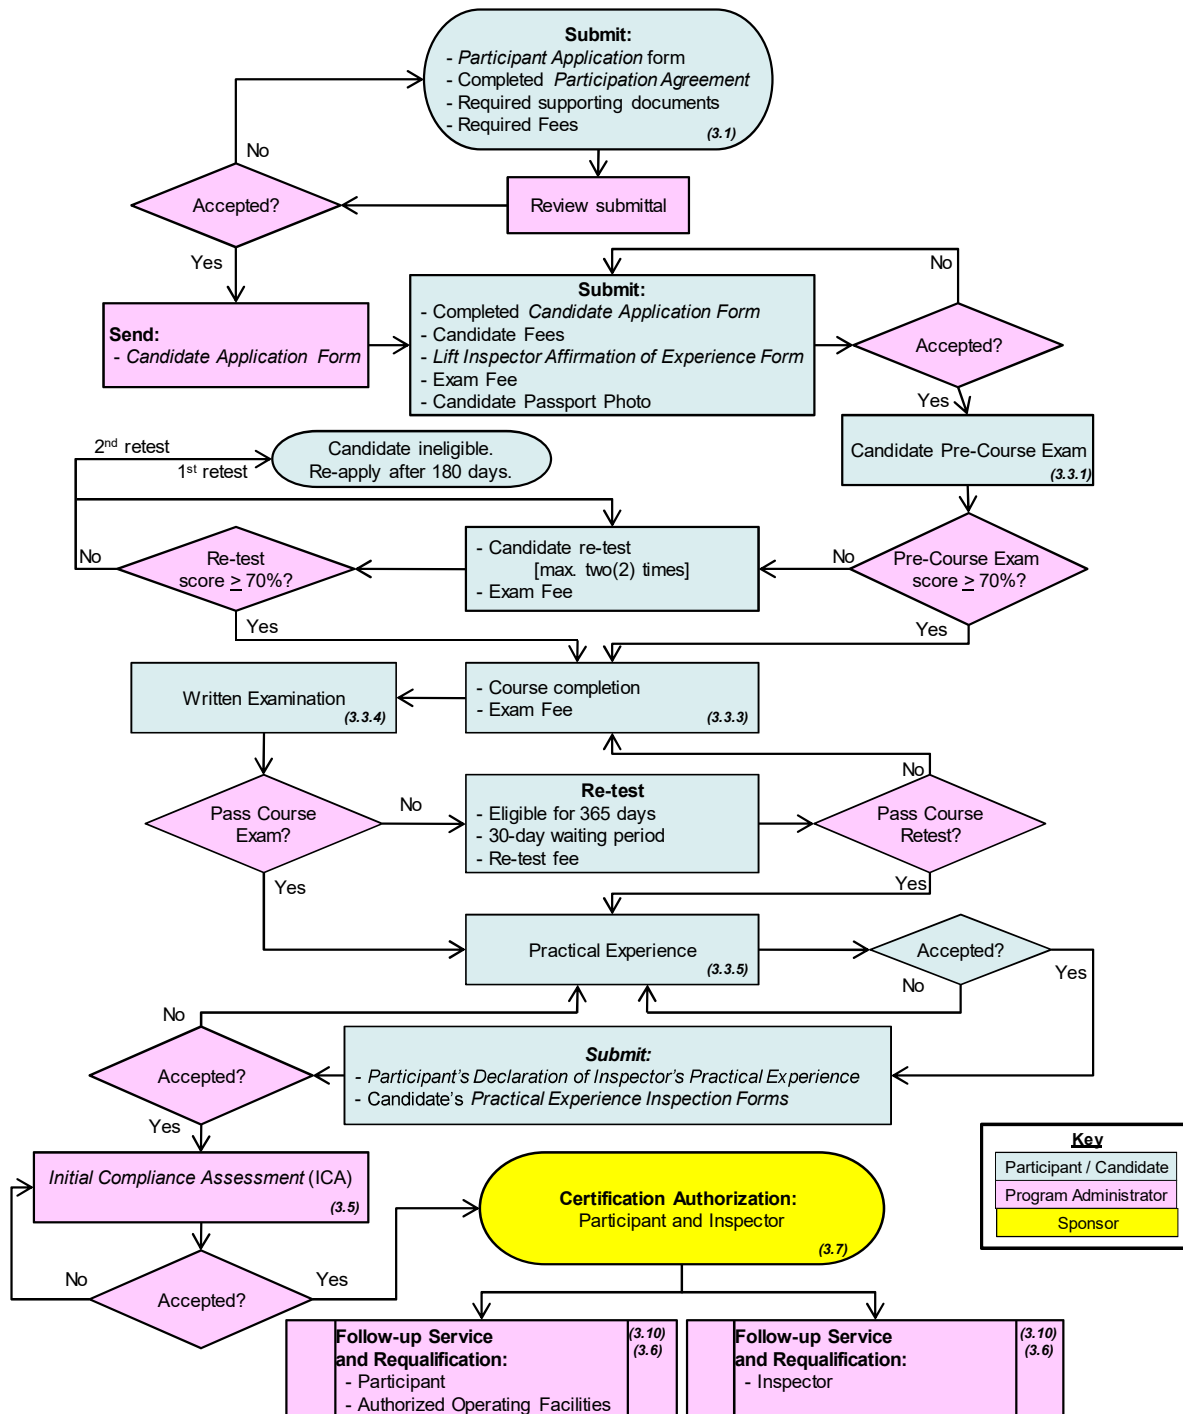 Submit:
- Participant Application form
- Completed Participation Agreement
- Required supporting documents
- Required Fees
(3.1)
No
Accepted?
Review submittal
Yes
No
Send:
- Candidate Application Form
Submit:
- Completed Candidate Application Form
- Candidate Fees
- Lift Inspector Affirmation of Experience Form
- Exam Fee
- Candidate Passport Photo
Accepted?
Yes
2nd retest
1st retest
Candidate ineligible.
Re-apply after 180 days.
Candidate Pre-Course Exam
(3.3.1)
No
Re-test
score ≥ 70%?
- Candidate re-test
[max. two(2) times]
- Exam Fee
No
Pre-Course Exam
score ≥ 70%?
Yes
Yes
Written Examination
(3.3.4)
- Course completion
- Exam Fee
(3.3.3)
Pass Course
Exam?
No
Re-test
- Eligible for 365 days
- 30-day waiting period
- Re-test fee
No
Pass Course
Retest?
Yes
Yes
Practical Experience
(3.3.5)
Accepted?
Yes
No
No
Accepted?
Submit:
- Participant's Declaration of Inspector's Practical Experience
- Candidate's Practical Experience Inspection Forms
Yes
Initial Compliance Assessment (ICA)
(3.5)
No
Accepted?
Yes
Certification Authorization:
Participant and Inspector
(3.7)
Key
Participant / Candidate
Program Administrator
Sponsor
Follow-up Service
and Requalification:
- Participant
- Authorized Operating Facilities
(3.10)
(3.6)
Follow-up Service
and Requalification:
- Inspector
(3.10)
(3.6)